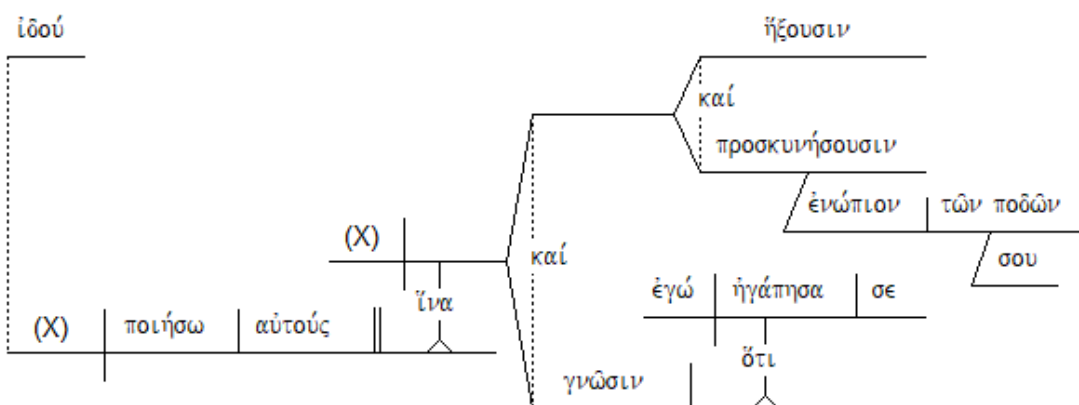 ἰδού
ἥξουσιν
καί
προσκυνήσουσιν
ἐνώπιον τῶν ποδῶν
σου
(X)
καί
ἵνα
ἐγώ ἠγάπησα σε
(X) ποιήσω αὐτούς
ὅτι
γνῶσιν